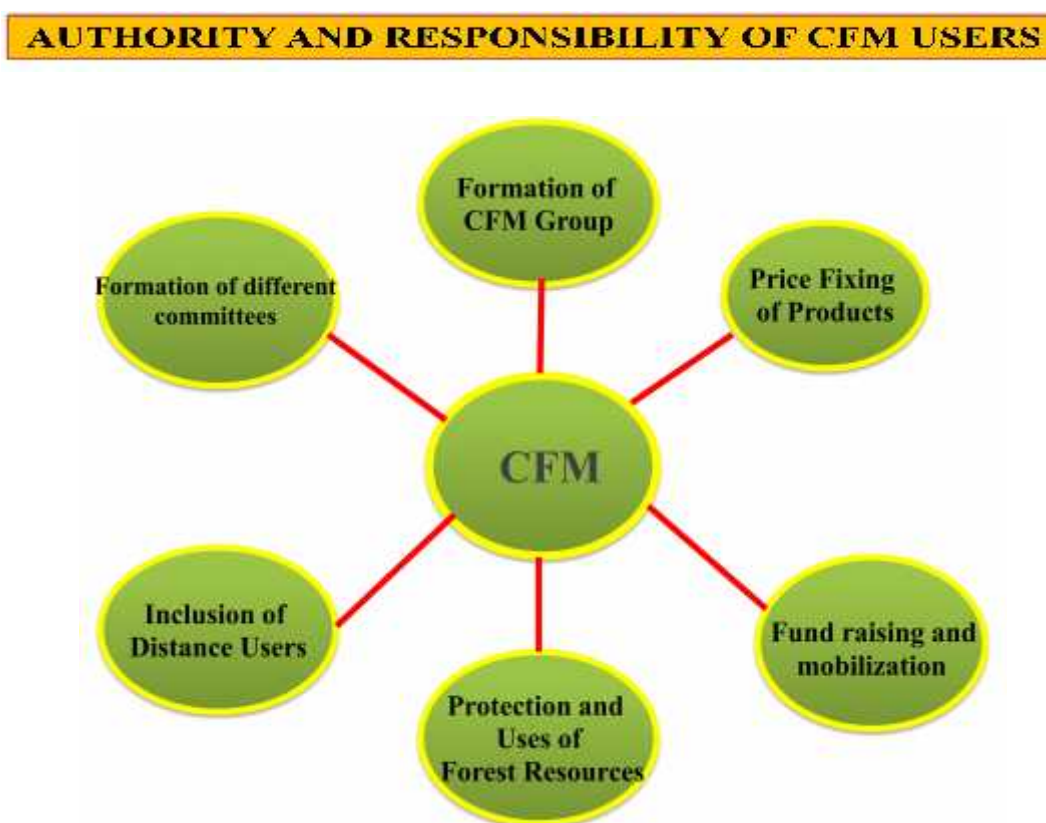 AUTHORITY AND RESPONSIBILITY OF CFM USERS
Formation of
CFM Group
Formation of different
committees
Price Fixing
of Products
CFM
Inclusion of
Distance Users
Fund raising and
mobilization
Protection and
Uses of
Forest Resources